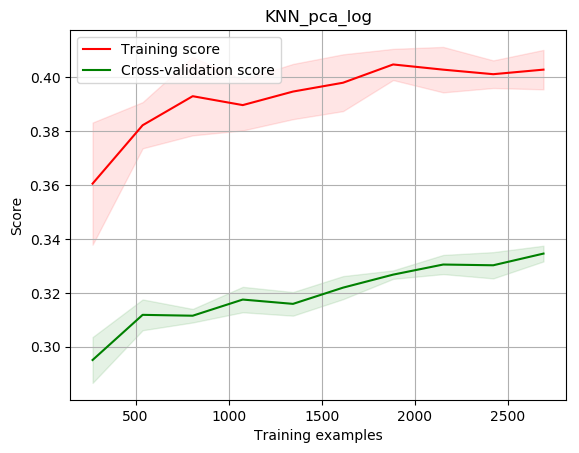 KNN_pca_log
Training score
Cross-validation score
Score
0.40
0.38
0.36
0.34
0.32
0.30
500
1000
1500
2000
2500
Training examples